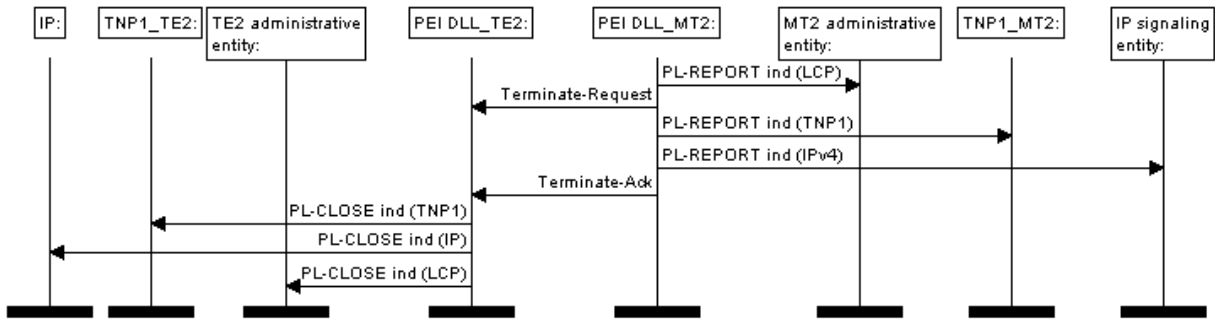 IP:
TNP1_TE2:
TE2 administrative
entity:
PEI DLL_TE2:
PEI DLL_MT2:
MT2 administrative
entity:
TNP1_MT2:
IP signaling
entity:
PL-REPORT ind (LCP)
Terminate-Request
PL-REPORT ind (TNP1)
PL-REPORT ind (IPv4)
Terminate-Ack
PL-CLOSE ind (TNP1)
PL-CLOSE ind (IP)
PL-CLOSE ind (LCP)